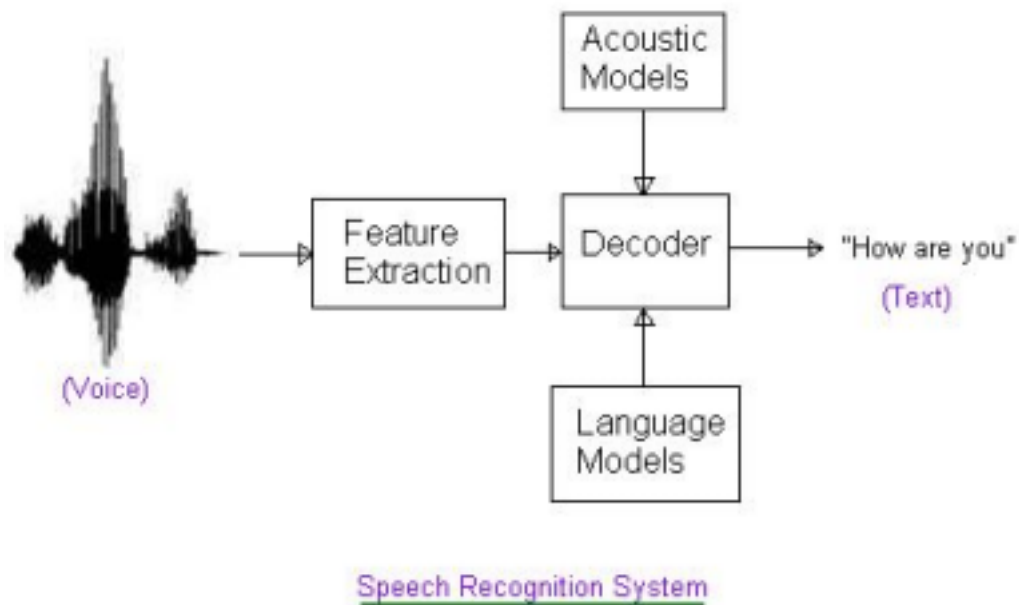 Acoustic
Models
Feature
Extraction
Decoder
"How are you"
(Text)
(Voice)
Language
Models
Speech Recognition System